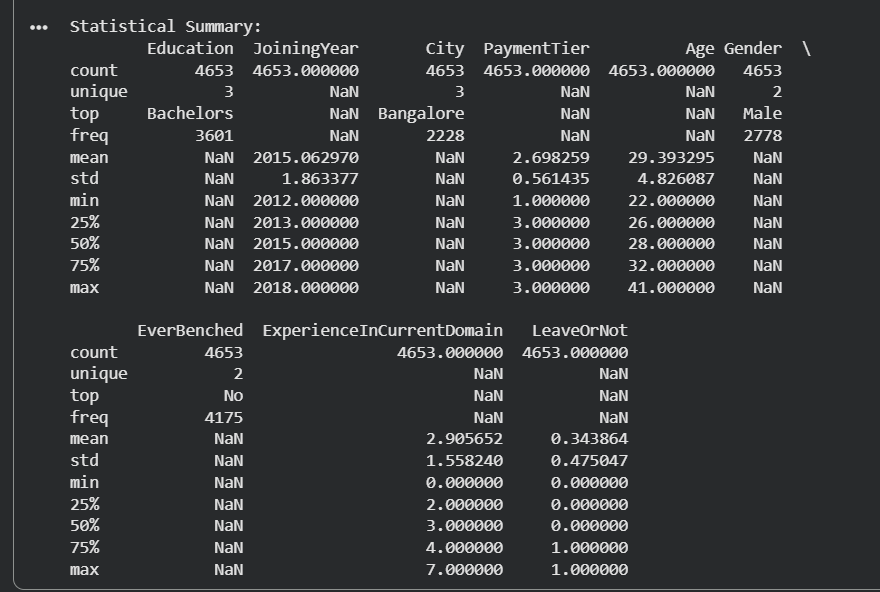 Statistical Summary:
Education JoiningYear City PaymentTier Age Gender \
count 4653 4653.000000 4653 4653.000000 4653.000000 4653
unique 3 NaN 3 NaN NaN 2
top Bachelors NaN Bangalore NaN NaN Male
freq 3601 NaN 2228 NaN NaN 2778
mean NaN 2015.062970 NaN 2.698259 29.393295 NaN
std NaN 1.863377 NaN 0.561435 4.826087 NaN
min NaN 2012.000000 NaN 1.000000 22.000000 NaN
25% NaN 2013.000000 NaN 3.000000 26.000000 NaN
50% NaN 2015.000000 NaN 3.000000 28.000000 NaN
75% NaN 2017.000000 NaN 3.000000 32.000000 NaN
max NaN 2018.000000 NaN 3.000000 41.000000 NaN
EverBenched ExperienceInCurrentDomain LeaveOrNot
count 4653 4653.000000 4653.000000
unique 2 NaN NaN
top No NaN NaN
freq 4175 NaN NaN
mean NaN 2.905652 0.343864
std NaN 1.558240 0.475047
min NaN 0.000000 0.000000
25% NaN 2.000000 0.000000
50% NaN 3.000000 0.000000
75% NaN 4.000000 1.000000
max NaN 7.000000 1.000000